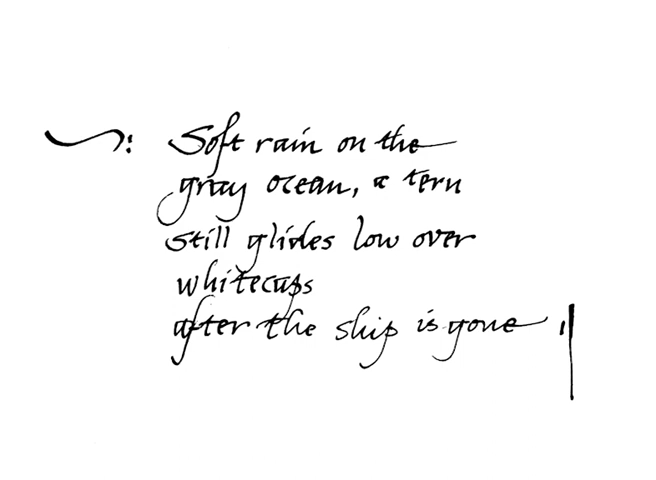 Soft rain on the
gray ocean, a tern
still glides low over
whitecaps
after the ship is gone